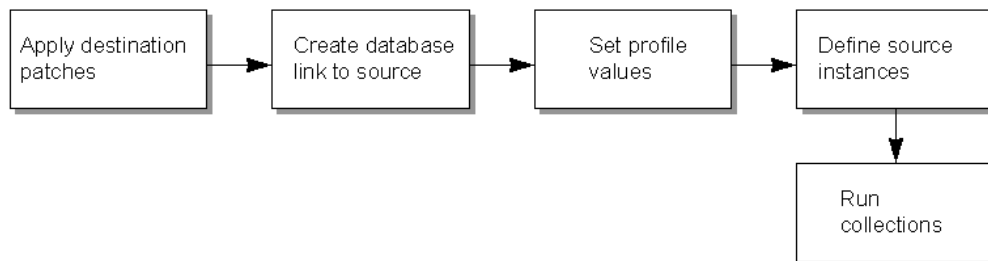 Apply destination
patches
Create database
link to source
Set profile
values
Define source
instances
Run
collections